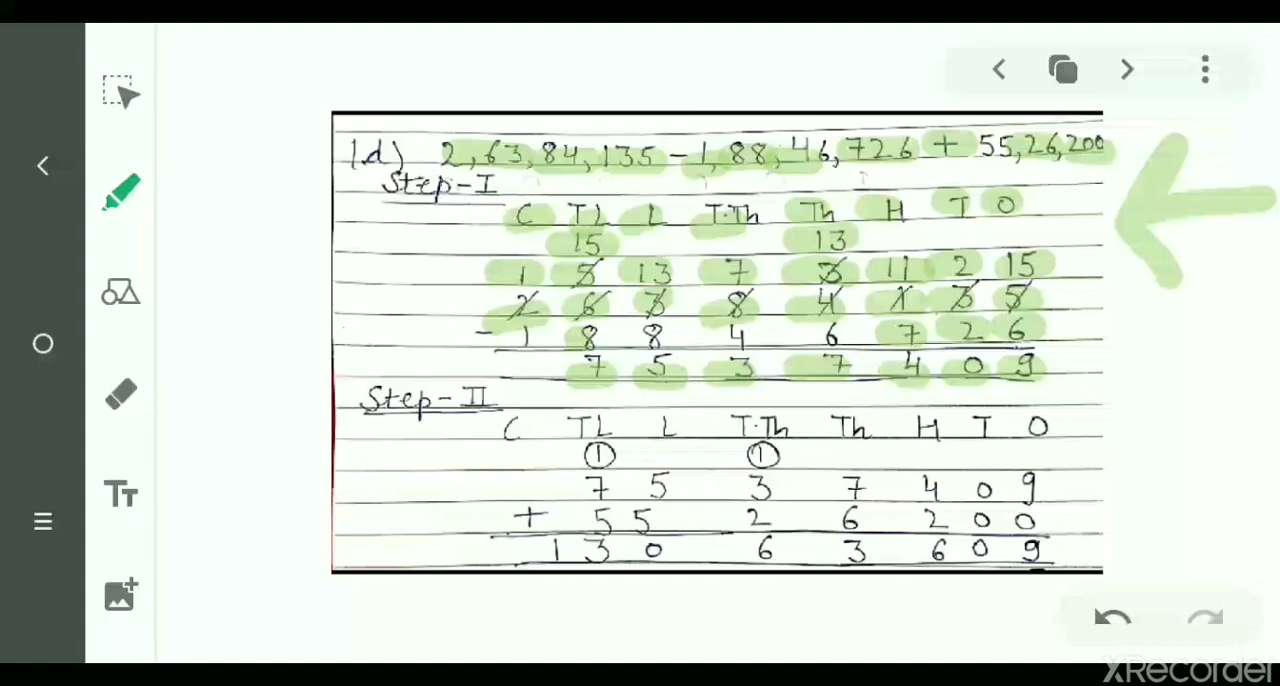 1.d) 2,63,84,135 - 1,88,46,726 + 55,26,200
Step-I
C TL L T.Th Th H T O
15 13
1 5 13 7 3 11 2 15
2 6 3 8 4 1 3 5
- 1 8 8 4 6 7 2 6
7 5 3 7 4 0 9
Step-II
C TL L T.Th Th H T O
1 1
7 5 3 7 4 0 9
+ 5 5 2 6 2 0 0
1 3 0 6 3 6 0 9
Tт
XRecorder